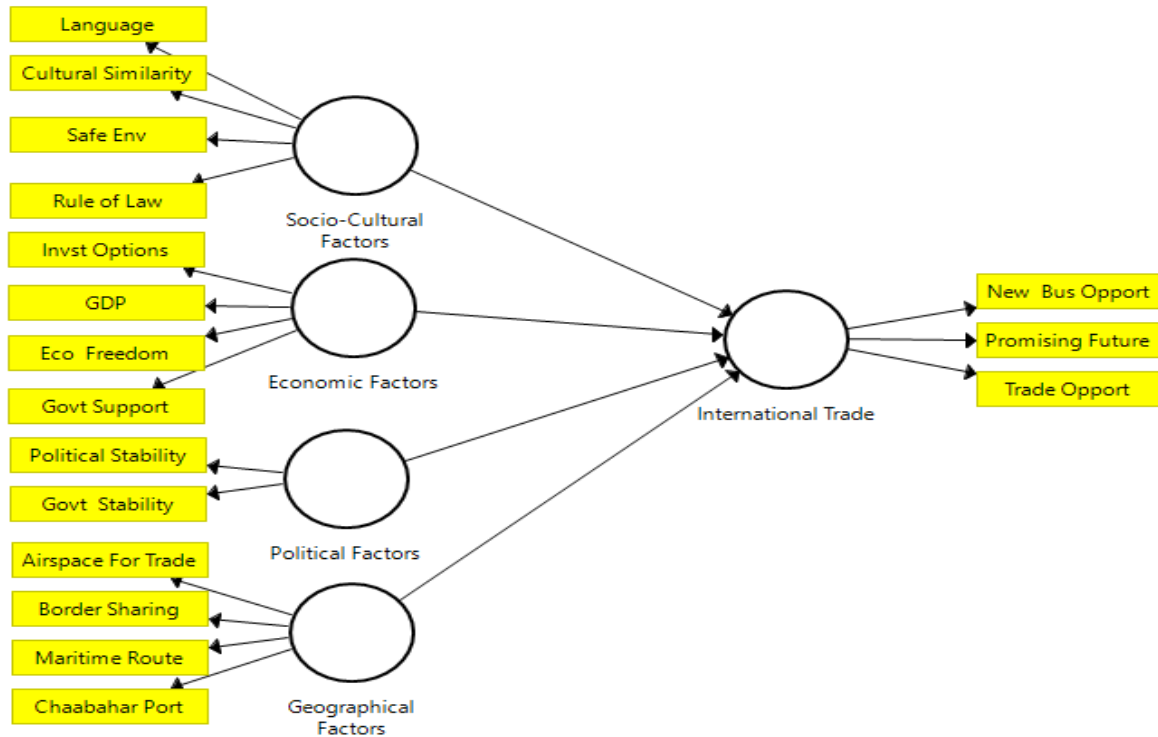 Language
Cultural Similarity
Safe Env
Rule of Law
Socio-Cultural
Factors
Invst Options
GDP
Eco Freedom
Govt Support
Economic Factors
Political Stability
Govt Stability
Political Factors
Airspace For Trade
Border Sharing
Maritime Route
Chaabahar Port
Geographical
Factors
International Trade
New Bus Opport
Promising Future
Trade Opport